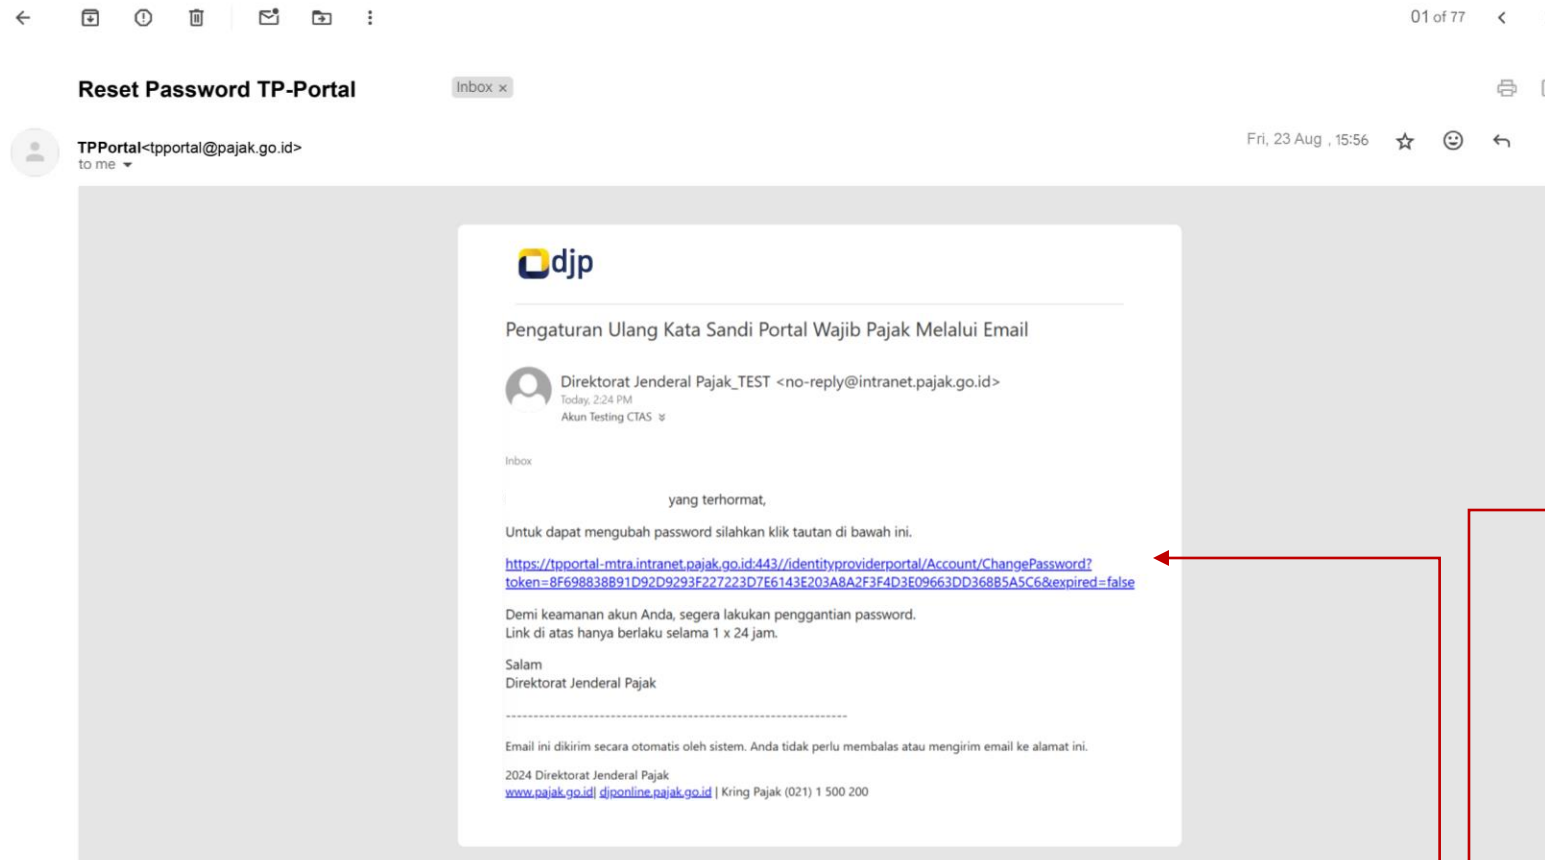 01 of 77
Reset Password TP-Portal
Inbox ×
TPPortal<tpportal@pajak.go.id>
Fri, 23 Aug , 15:56
to me
djp
Pengaturan Ulang Kata Sandi Portal Wajib Pajak Melalui Email
Direktorat Jenderal Pajak_TEST <no-reply@intranet.pajak.go.id>
Today, 2:24 PM
Akun Testing CTAS
Inbox
yang terhormat,
Untuk dapat mengubah password silahkan klik tautan di bawah ini.
https://tpportal-mtra.intranet.pajak.go.id:443//identityproviderportal/Account/ChangePassword?
token=8F698838B91D92D9293F227223D7E6143E203A8A2F3F4D3E09663DD368B5A5C6&expired=false
Demi keamanan akun Anda, segera lakukan penggantian password.
Link di atas hanya berlaku selama 1 x 24 jam.
Salam
Direktorat Jenderal Pajak
--------------------------------------------------------------
Email ini dikirim secara otomatis oleh sistem. Anda tidak perlu membalas atau mengirim email ke alamat ini.
2024 Direktorat Jenderal Pajak
www.pajak.go.id| djponline.pajak.go.id | Kring Pajak (021) 1 500 200